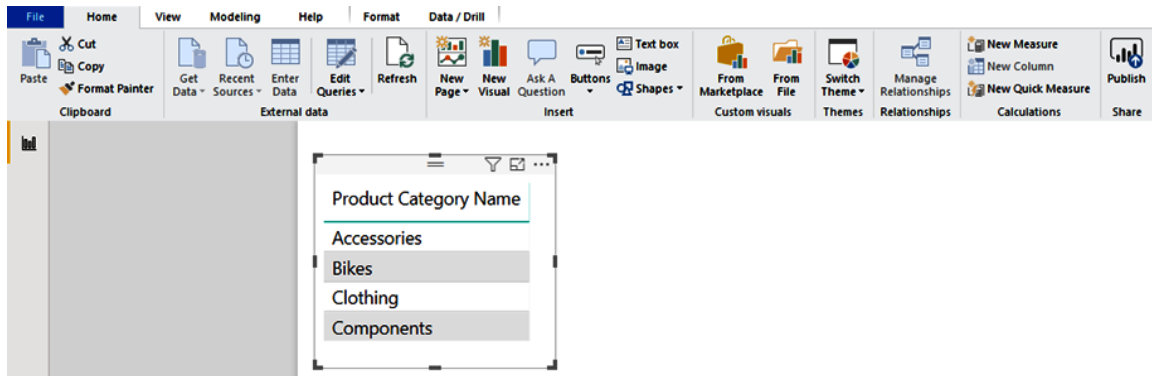 File Home View Modeling Help Format Data / Drill
Paste
Cut
Copy
Format Painter
Clipboard
Get Data
Recent Sources
Enter Data
Edit Queries
Refresh
External data
New Page
New Visual
Ask A Question
Buttons
Text box
Image
Shapes
Insert
From Marketplace
From File
Custom visuals
Switch Theme
Themes
Manage Relationships
Relationships
New Measure
New Column
New Quick Measure
Calculations
Publish
Share
Product Category Name
Accessories
Bikes
Clothing
Components